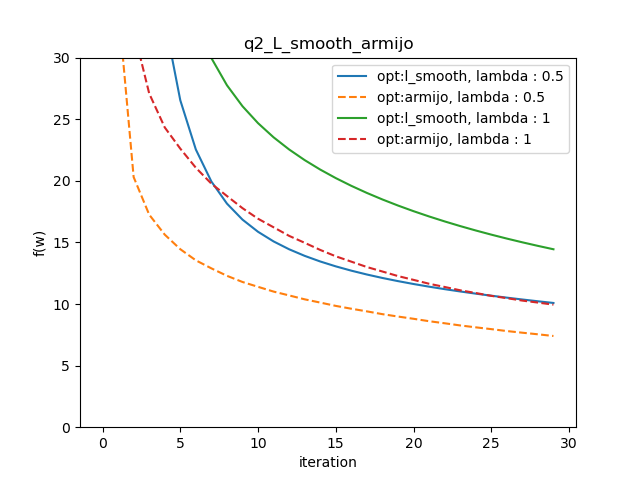 q2_L_smooth_armijo
opt:l_smooth, lambda : 0.5
opt:armijo, lambda : 0.5
opt:l_smooth, lambda : 1
opt:armijo, lambda : 1
f(w)
30
25
20
15
10
5
0
0 5 10 15 20 25 30
iteration